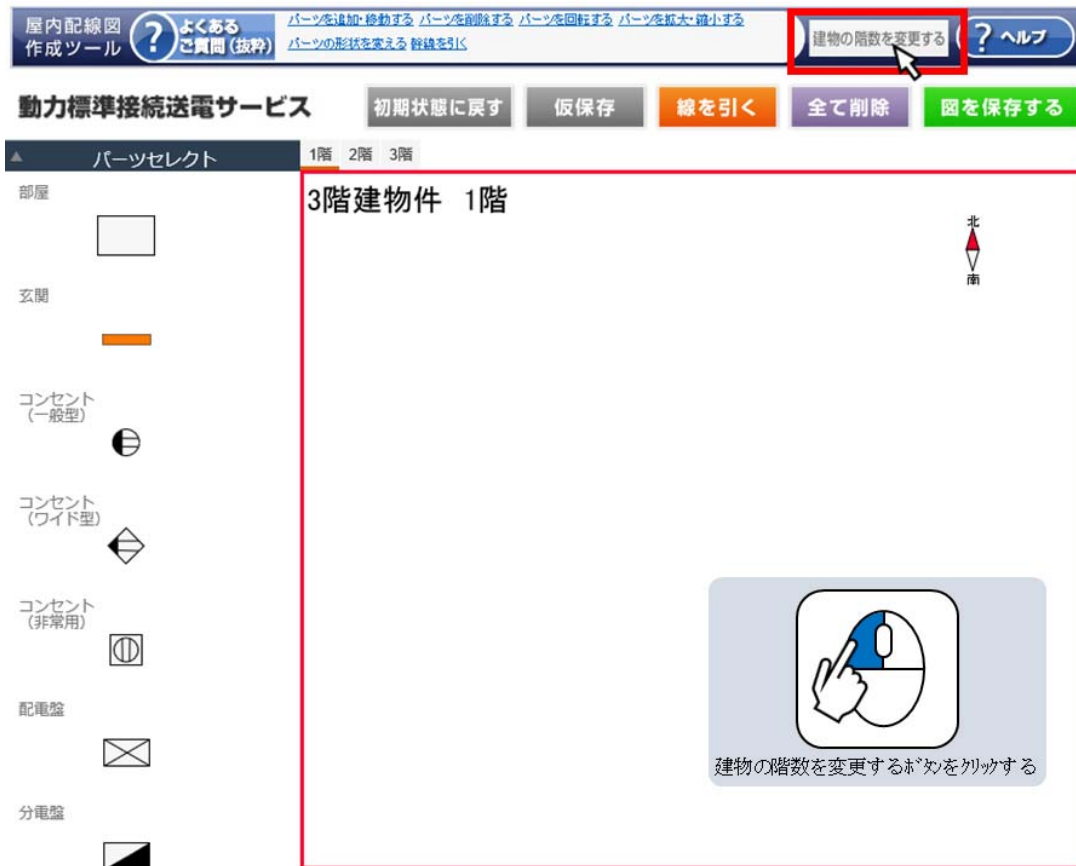 屋内配線図
作成ツール
?
よくある
ご質問(抜粋)
パーツを追加・移動する パーツを削除する パーツを回転する パーツを拡大・縮小する
パーツの形状を変える 幹線を引く
建物の階数を変更する
? ヘルプ
動力標準接続送電サービス
初期状態に戻す
仮保存
線を引く
全て削除
図を保存する
パーツセレクト
1階 2階 3階
部屋
3階建物件 1階
北
南
玄関
コンセント
(一般型)
コンセント
(ワイド型)
コンセント
(非常用)
配電盤
建物の階数を変更するボタンをクリックする
分電盤